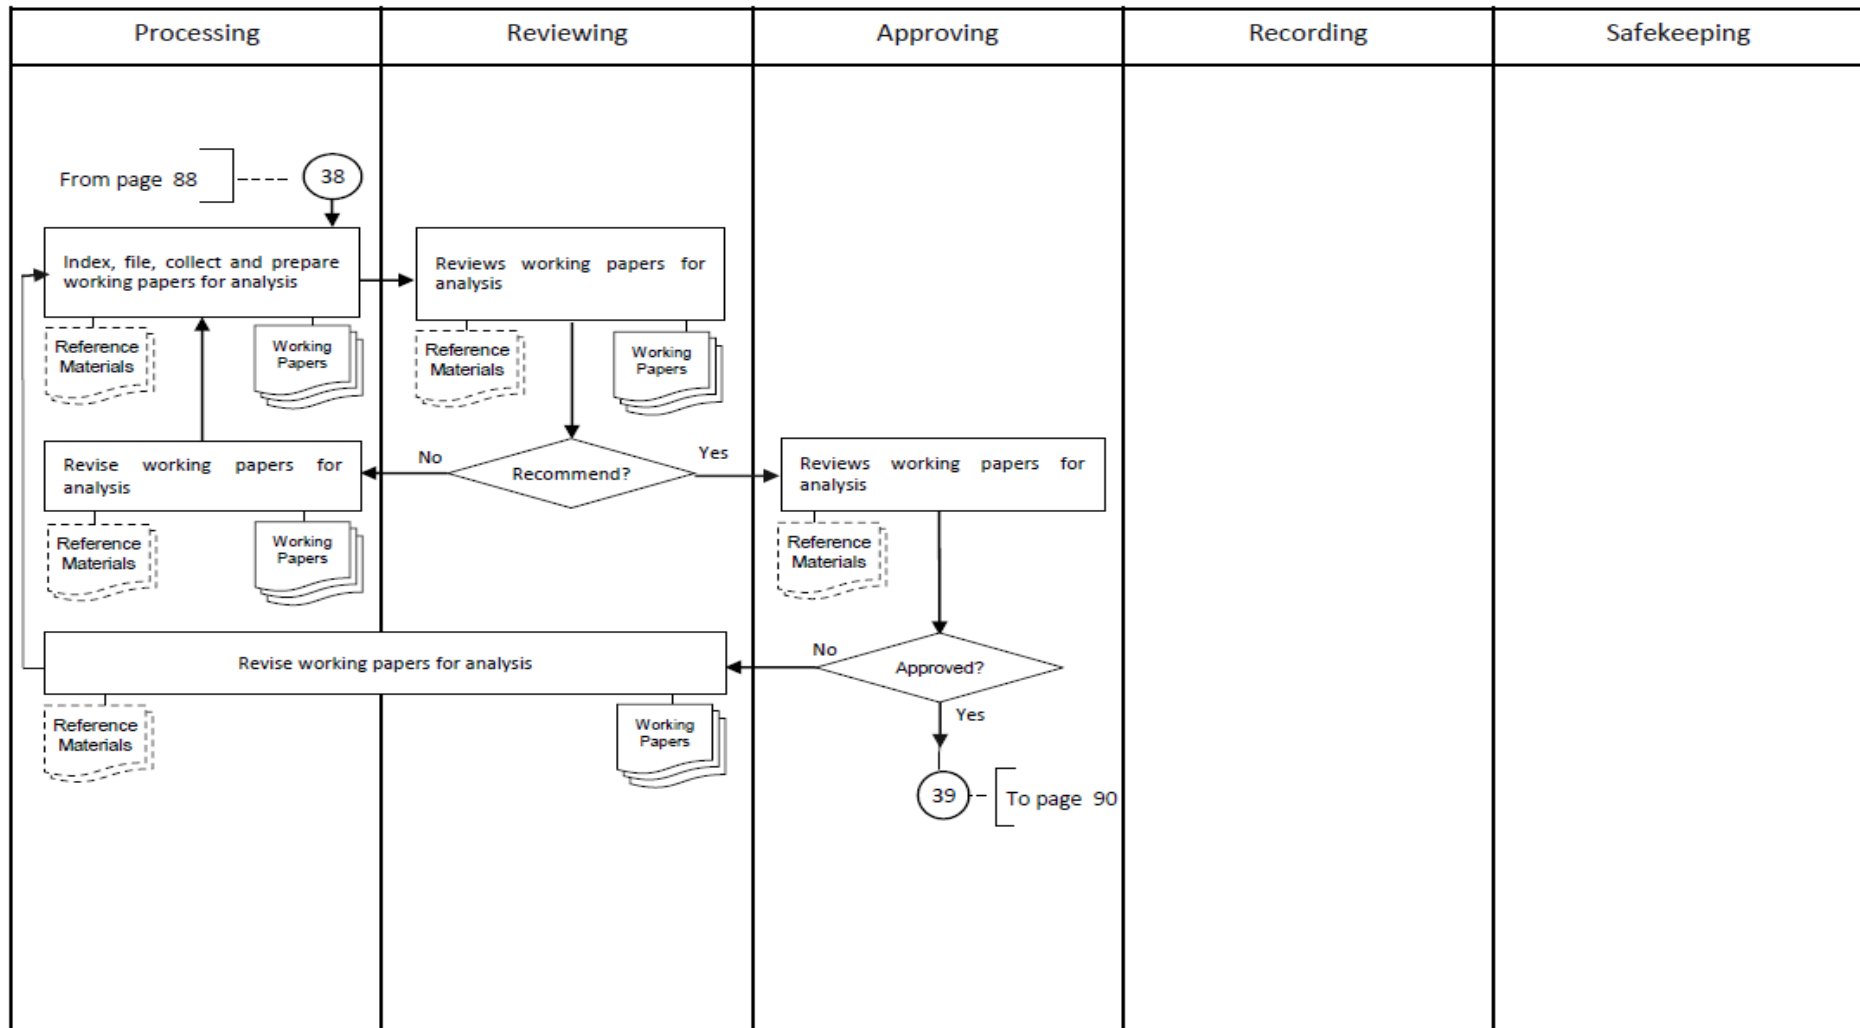 Processing
Reviewing
Approving
Recording
Safekeeping
From page 88
38
Index, file, collect and prepare
working papers for analysis
Reviews working papers for
analysis
Reference
Materials
Working
Papers
Reference
Materials
Working
Papers
Revise working papers for
analysis
No
Recommend?
Yes
Reviews working papers for
analysis
Reference
Materials
Working
Papers
Reference
Materials
Revise working papers for analysis
No
Approved?
Reference
Materials
Working
Papers
Yes
39
To page 90